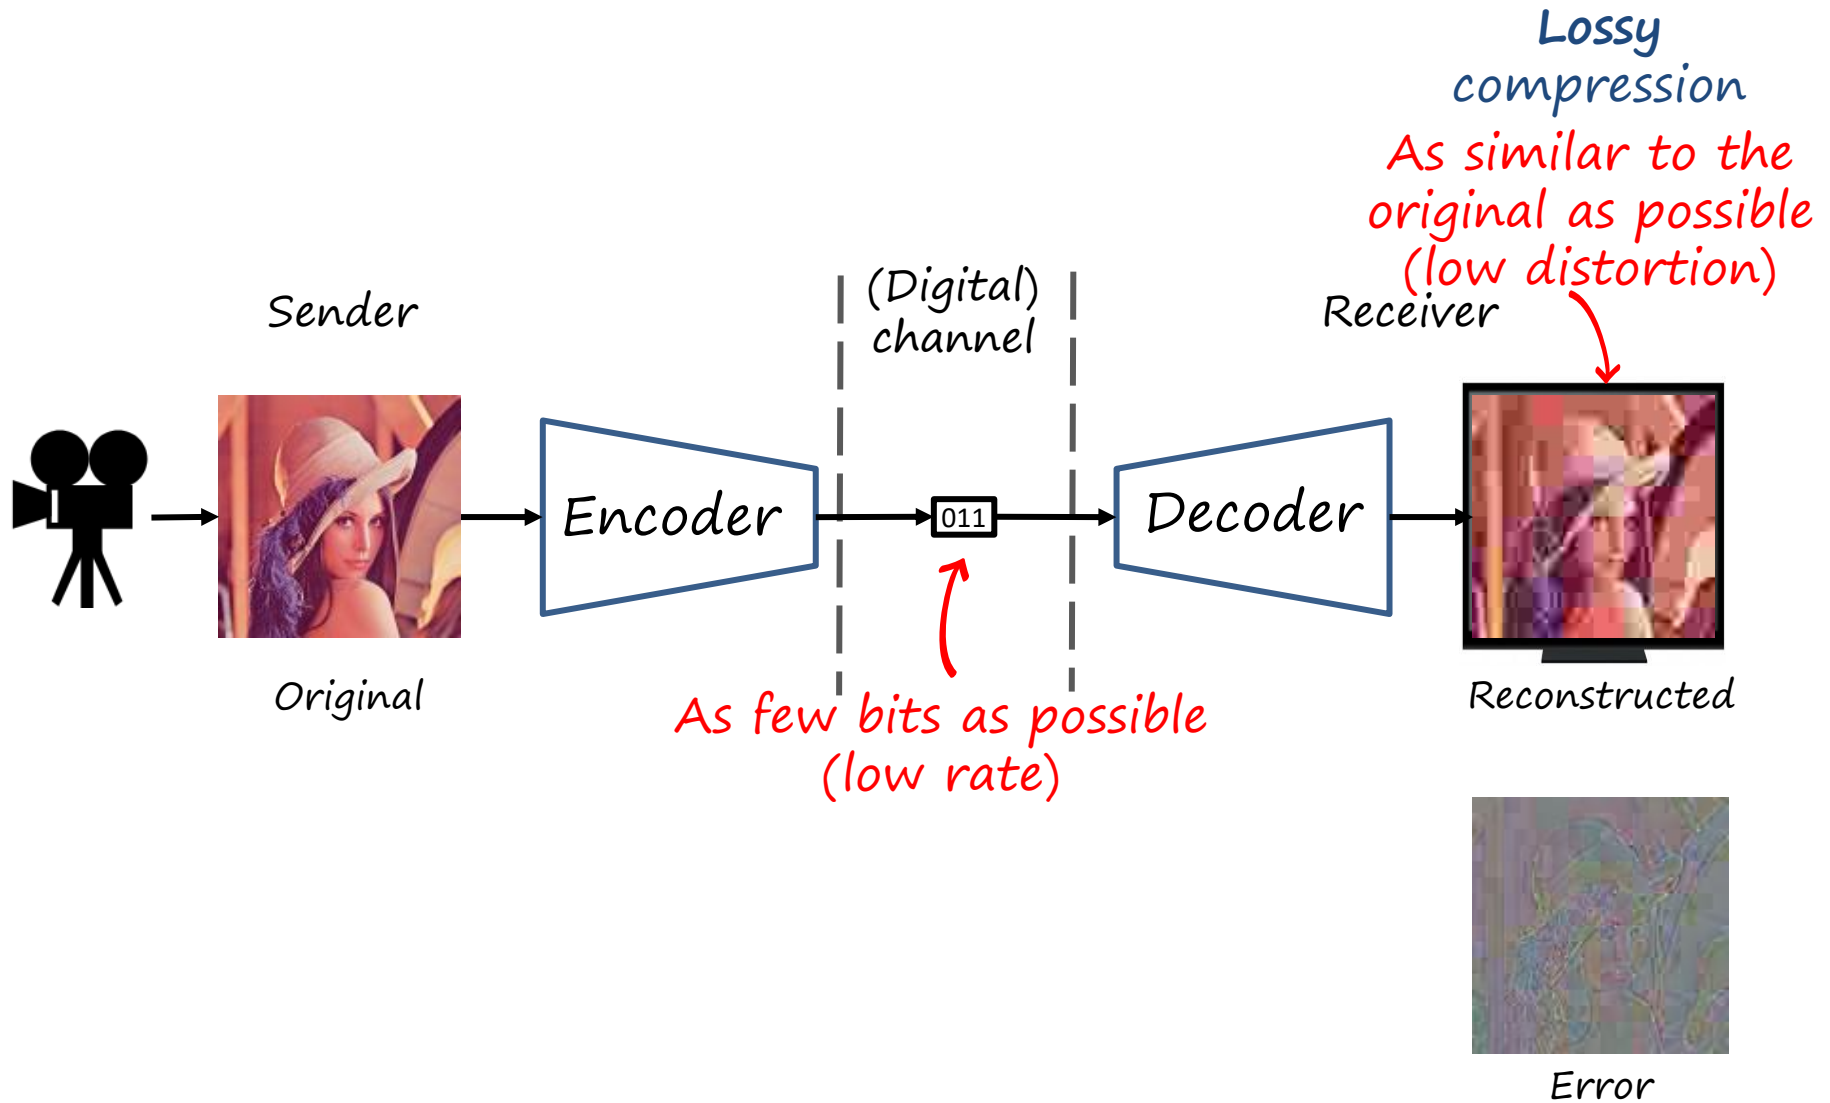 Lossy
compression
As similar to the
original as possible
(low distortion)
Sender
(Digital)
channel
Receiver
Encoder
011
Decoder
Original
As few bits as possible
(low rate)
Reconstructed
Error